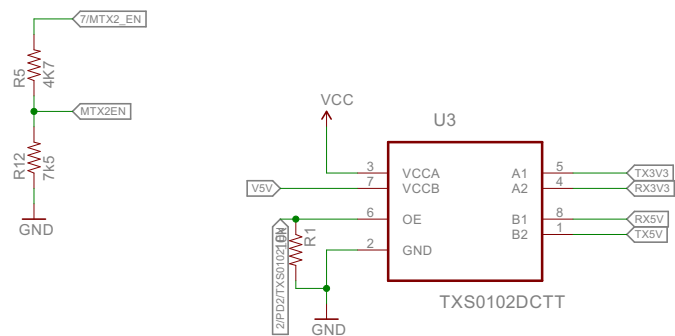 7/MTX2_EN
R5
4K7
MTX2EN
R12
7k5
GND
VCC
U3
V5V
3
VCCA
7
VCCB
6
OE
2
GND
A1
5
TX3V3
A2
4
RX3V3
B1
8
RX5V
B2
1
TX5V
R1
GND
TXS0102DCTT